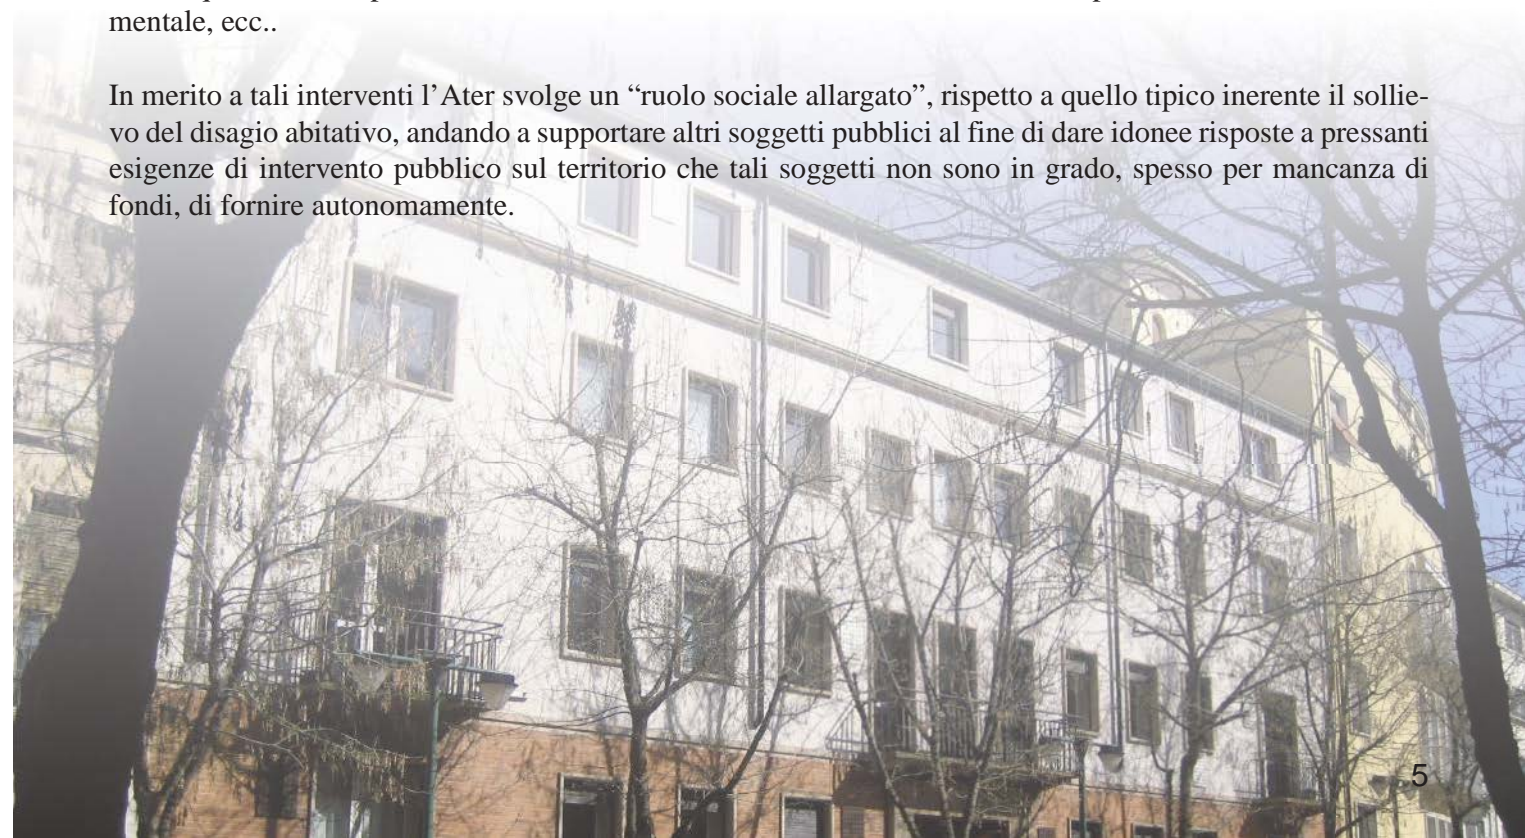 mentale, ecc..
In merito a tali interventi l’Ater svolge un “ruolo sociale allargato”, rispetto a quello tipico inerente il sollie-
vo del disagio abitativo, andando a supportare altri soggetti pubblici al fine di dare idonee risposte a pressanti
esigenze di intervento pubblico sul territorio che tali soggetti non sono in grado, spesso per mancanza di
fondi, di fornire autonomamente.
5